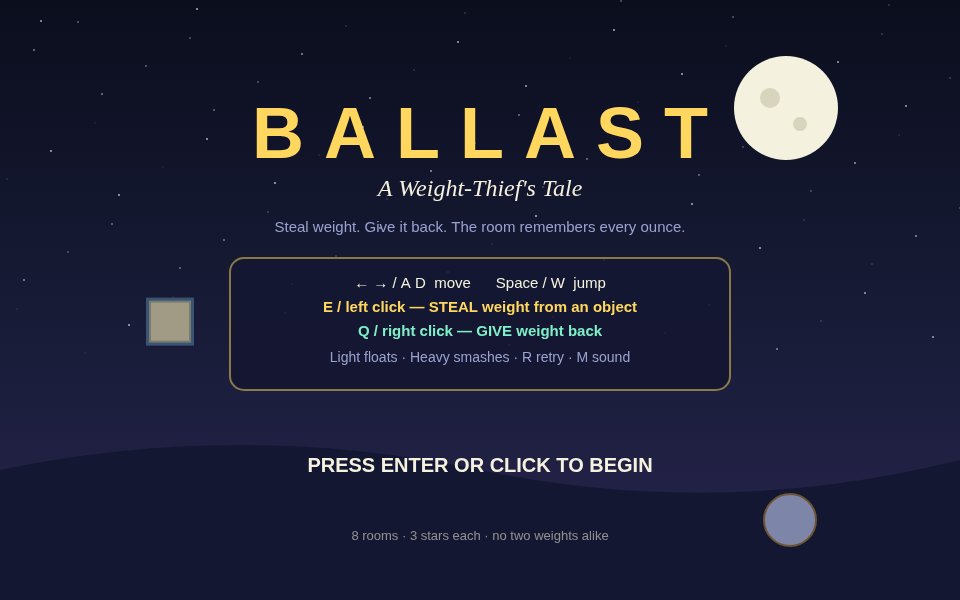 BALLAST
A Weight-Thief's Tale
Steal weight. Give it back. The room remembers every ounce.
← → / A D  move      Space / W  jump
E / left click — STEAL weight from an object
Q / right click — GIVE weight back
Light floats · Heavy smashes · R retry · M sound
PRESS ENTER OR CLICK TO BEGIN
8 rooms · 3 stars each · no two weights alike